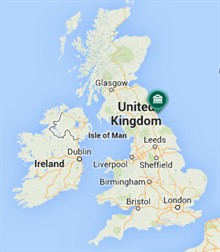 Glasgow
United
Kingdom
Isle of Man
Leeds
Dublin
Ireland
Liverpool
Sheffield
Birmingham
Bristol
London